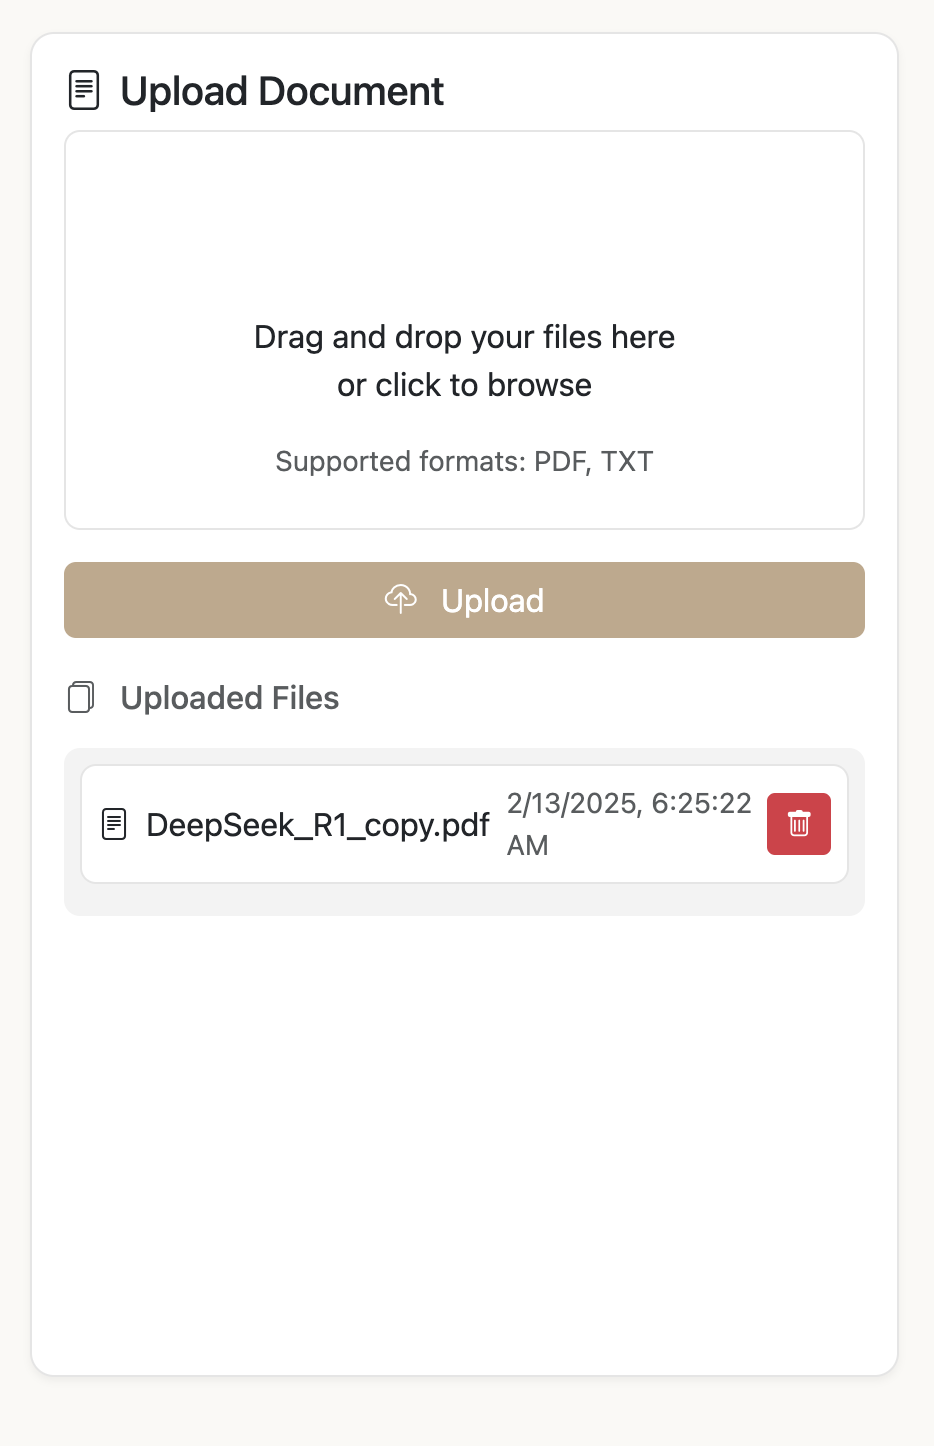 Upload Document
Drag and drop your files here
or click to browse
Supported formats: PDF, TXT
Upload
Uploaded Files
DeepSeek_R1_copy.pdf
2/13/2025, 6:25:22
AM